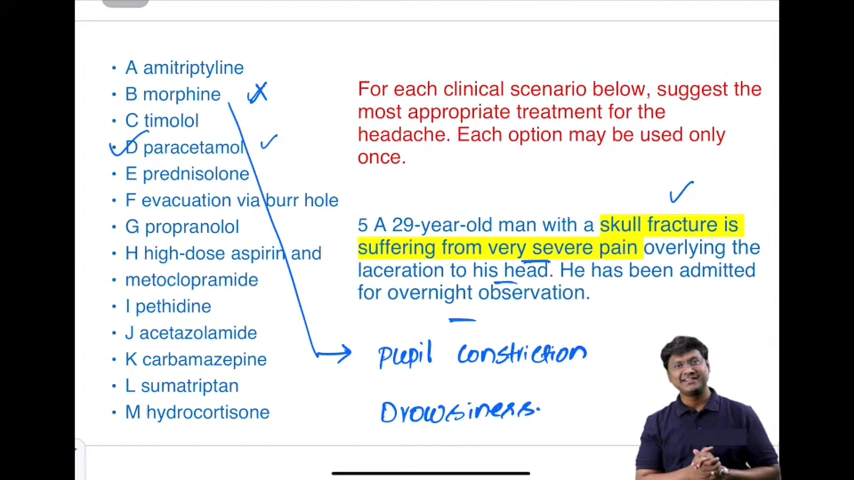 • A amitriptyline
• B morphine
• C timolol
• D paracetamol
• E prednisolone
• F evacuation via burr hole
• G propranolol
• H high-dose aspirin and
metoclopramide
• I pethidine
• J acetazolamide
• K carbamazepine
• L sumatriptan
• M hydrocortisone
For each clinical scenario below, suggest the
most appropriate treatment for the
headache. Each option may be used only
once.
5 A 29-year-old man with a skull fracture is
suffering from very severe pain overlying the
laceration to his head. He has been admitted
for overnight observation.
Pupil constriction
Drowsiness.